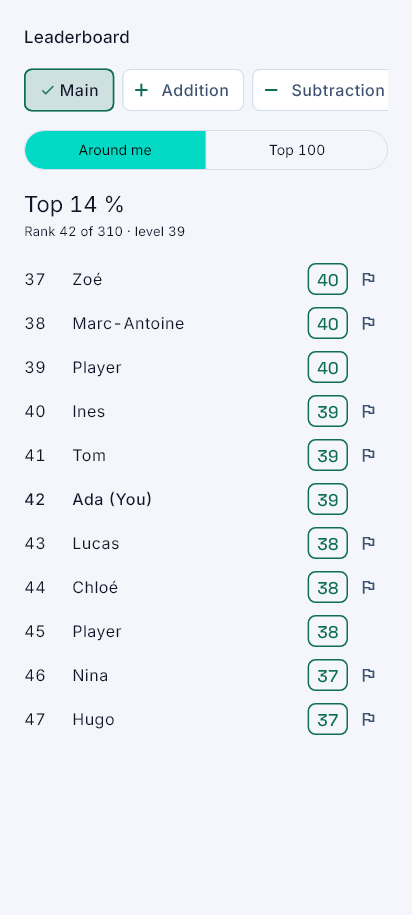 Leaderboard
Main
Addition
Subtraction
Around me
Top 100
Top 14 %
Rank 42 of 310 · level 39
37 Zoé 40
38 Marc-Antoine 40
39 Player 40
40 Ines 39
41 Tom 39
42 Ada (You) 39
43 Lucas 38
44 Chloé 38
45 Player 38
46 Nina 37
47 Hugo 37